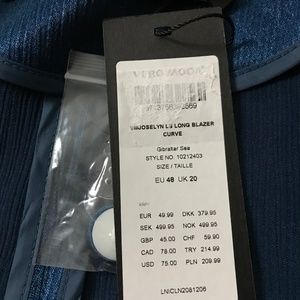 VERO MODA
LS LONG BLAZER
CURVE
Gibraltar Sea
STYLE NO. 10212403
SIZE / TAILLE
EU 48 UK 20
EUR 49.99 DKK 379.95
SEK 499.95 NOK 499.95
GBP 45.00 CHF 59.90
CAD 78.00 TRY 214.99
USD 75.00 PLN 209.99
LN:CLN2081206